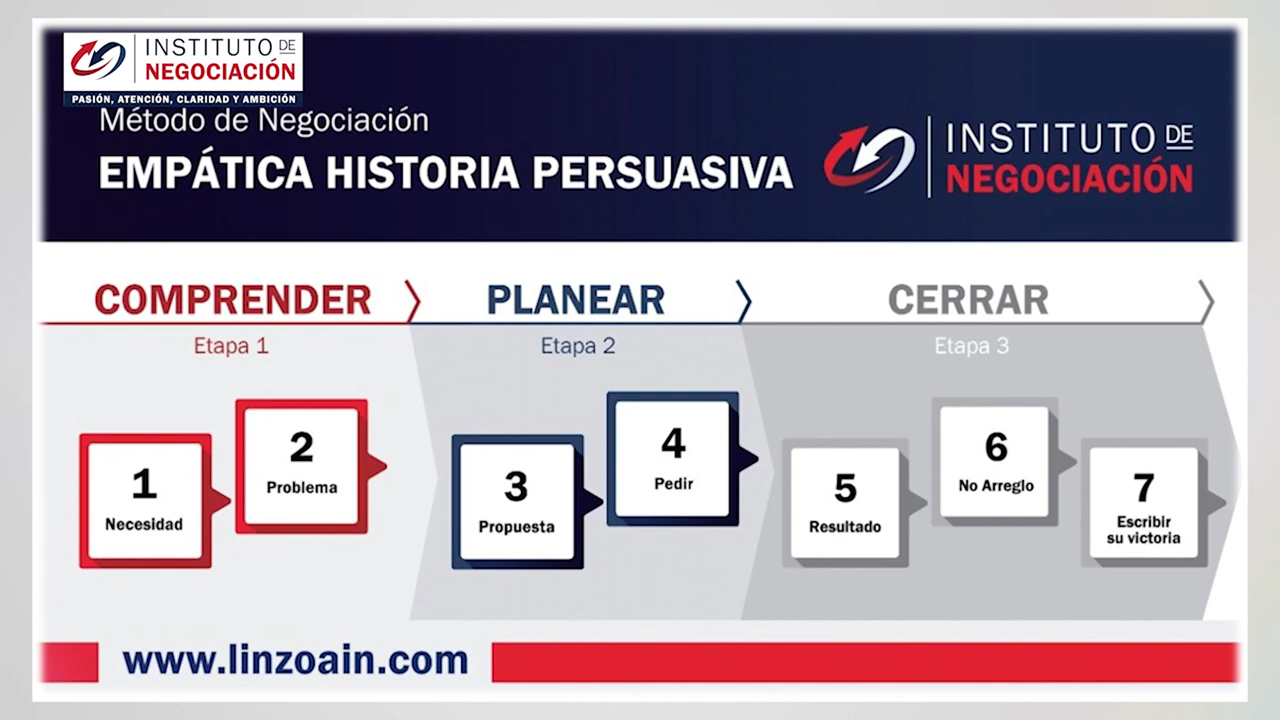 INSTITUTO DE
NEGOCIACIÓN
PASIÓN, ATENCIÓN, CLARIDAD Y AMBICIÓN
Método de Negociación
EMPÁTICA HISTORIA PERSUASIVA
INSTITUTO DE
NEGOCIACIÓN
COMPRENDER
PLANEAR
CERRAR
Etapa 1
Etapa 2
Etapa 3
1
Necesidad
2
Problema
3
Propuesta
4
Pedir
5
Resultado
6
No Arreglo
7
Escribir
su victoria
www.linzoain.com